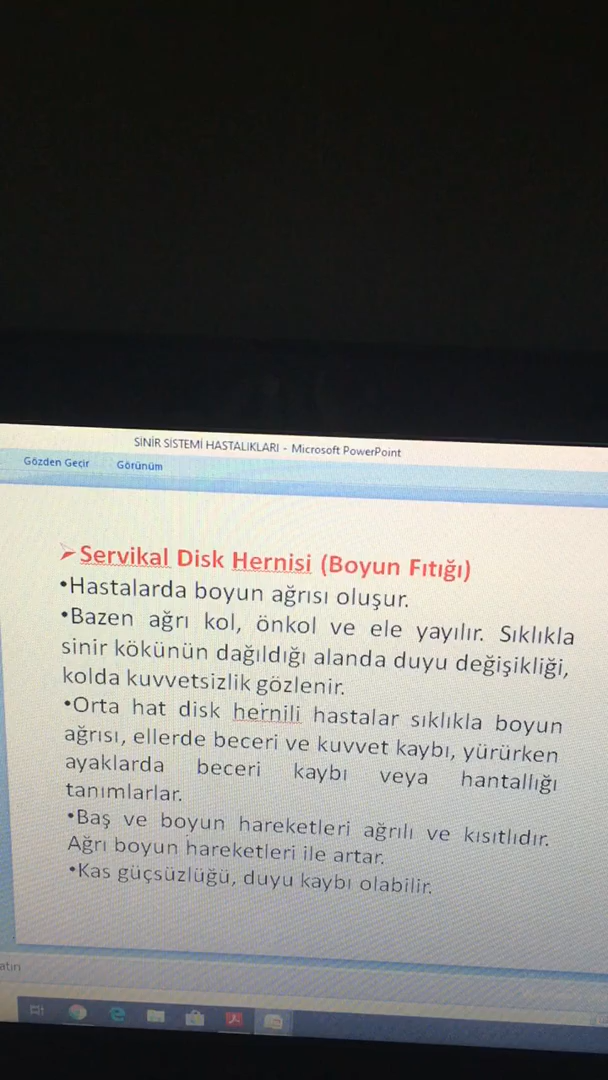 SİNİR SİSTEMİ HASTALIKLARI - Microsoft PowerPoint
Gözden Geçir Görünüm
➢Servikal Disk Hernisi (Boyun Fıtığı)
•Hastalarda boyun ağrısı oluşur.
•Bazen ağrı kol, önkol ve ele yayılır. Sıklıkla
sinir kökünün dağıldığı alanda duyu değişikliği,
kolda kuvvetsizlik gözlenir.
•Orta hat disk hernili hastalar sıklıkla boyun
ağrısı, ellerde beceri ve kuvvet kaybı, yürürken
ayaklarda beceri kaybı veya hantallığı
tanımlarlar.
•Baş ve boyun hareketleri ağrılı ve kısıtlıdır.
Ağrı boyun hareketleri ile artar.
•Kas güçsüzlüğü, duyu kaybı olabilir.